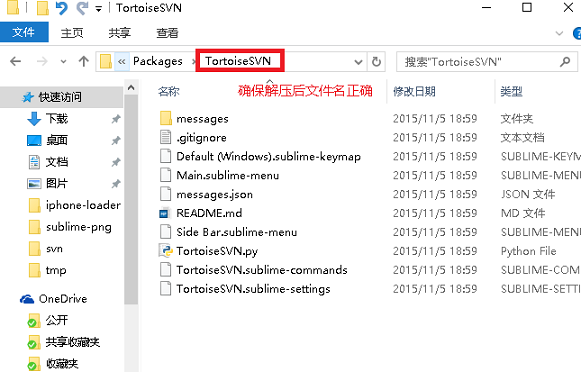 TortoiseSVN
文件 主页 共享 查看
Packages TortoiseSVN 搜索"TortoiseSVN"
确保解压后文件名正确
名称 修改日期 类型
快速访问
下载
桌面
文档
图片
iphone-loader
sublime-png
svn
tmp
OneDrive
公开
共享收藏夹
收藏夹
messages 2015/11/5 18:59 文件夹
.gitignore 2015/11/5 18:59 文本文档
Default (Windows).sublime-keymap 2015/11/5 18:59 SUBLIME-KEYM
Main.sublime-menu 2015/11/5 18:59 SUBLIME-MENU
messages.json 2015/11/5 18:59 JSON 文件
README.md 2015/11/5 18:59 MD 文件
Side Bar.sublime-menu 2015/11/5 18:59 SUBLIME-MENU
TortoiseSVN.py 2015/11/5 18:59 Python File
TortoiseSVN.sublime-commands 2015/11/5 18:59 SUBLIME-COM
TortoiseSVN.sublime-settings 2015/11/5 18:59 SUBLIME-SETTI